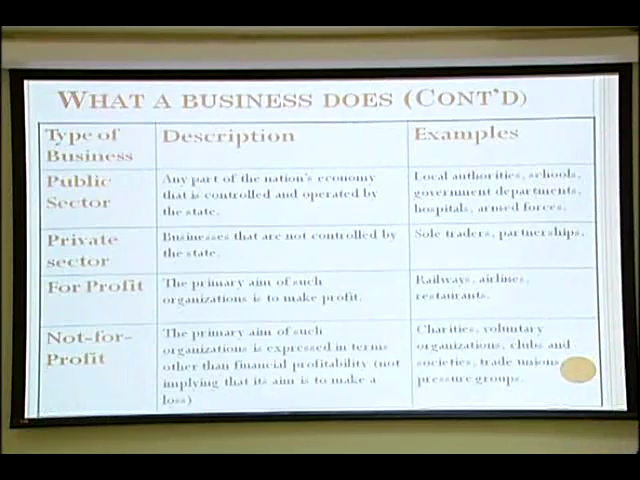 WHAT A BUSINESS DOES (CONT'D)
Type of Business
Description
Examples
Public Sector
Any part of the nation's economy
that is controlled and operated by
the state.
Local authorities, schools,
government departments,
hospitals, armed forces.
Private sector
Businesses that are not controlled by
the state.
Sole traders, partnerships.
For Profit
The primary aim of such
organizations is to make profit.
Railways, airlines,
restaurants.
Not-for-
Profit
The primary aim of such
organizations is expressed in terms
other than financial profitability (not
implying that its aim is to make a
loss)
Charities, voluntary
organizations, clubs and
societies, trade unions
pressure groups.